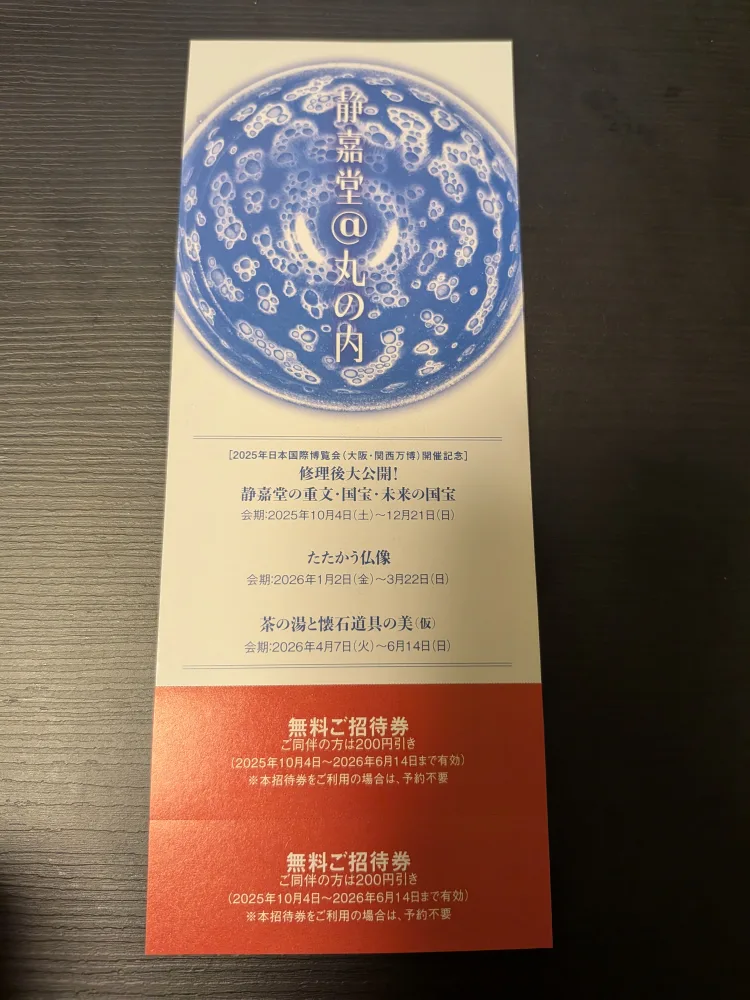 静嘉堂@丸の内
[2025年日本国際博覧会(大阪・関西万博)開催記念]
修理後大公開!
静嘉堂の重文・国宝・未来の国宝
会期:2025年10月4日(土)~12月21日(日)
たたかう仏像
会期:2026年1月2日(金)~3月22日(日)
茶の湯と懐石道具の美(仮)
会期:2026年4月7日(火)~6月14日(日)
無料ご招待券
ご同伴の方は200円引き
(2025年10月4日~2026年6月14日まで有効)
※本招待券をご利用の場合は、予約不要
無料ご招待券
ご同伴の方は200円引き
(2025年10月4日~2026年6月14日まで有効)
※本招待券をご利用の場合は、予約不要